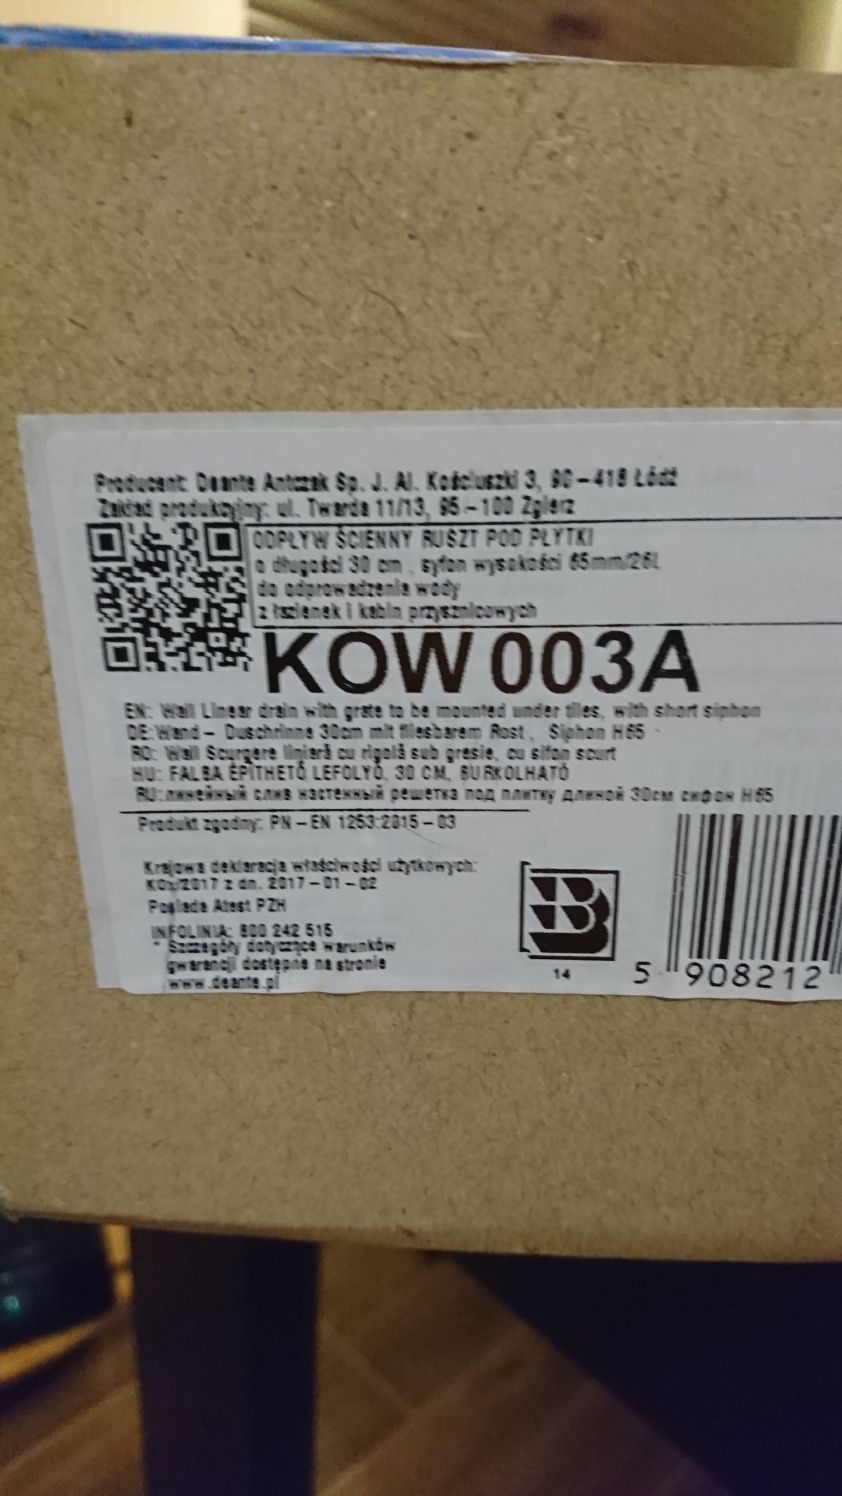 Producent: Deante Antczak Sp. J. Al. Kościuszki 3, 90-418 Łódź
Zakład produkcyjny: ul. Twarda 11/13, 95-100 Zgierz
ODPŁYW ŚCIENNY RUSZT POD PŁYTKI
o długości 30 cm , syfon wysokości 65mm/26L
do odprowadzenia wody
z łazienek i kabin prysznicowych
KOW 003A
EN: Wall Linear drain with grate to be mounted under tiles, with short siphon
DE: Wand- Duschrinne 30cm mit fliesbarem Rost, Siphon H65
RO: Wall Scurgere liniară cu rigolă sub gresie, cu sifon scurt
HU: FALBA ÉPÍTHETŐ LEFOLYÓ, 30 CM, BURKOLHATÓ
RU:линейный слив настенный решетка под плитку длиной 30см сифон H65
Produkt zgodny: PN-EN 1253:2015-03
Krajowa deklaracja właściwości użytkowych:
z dn. 2017-01-02
Posiada Atest PZH
INFOLINIA: 800 242 515
* Szczegóły dotyczące warunków
gwarancji dostępne na stronie
www.deante.pl
B
14
5 908212